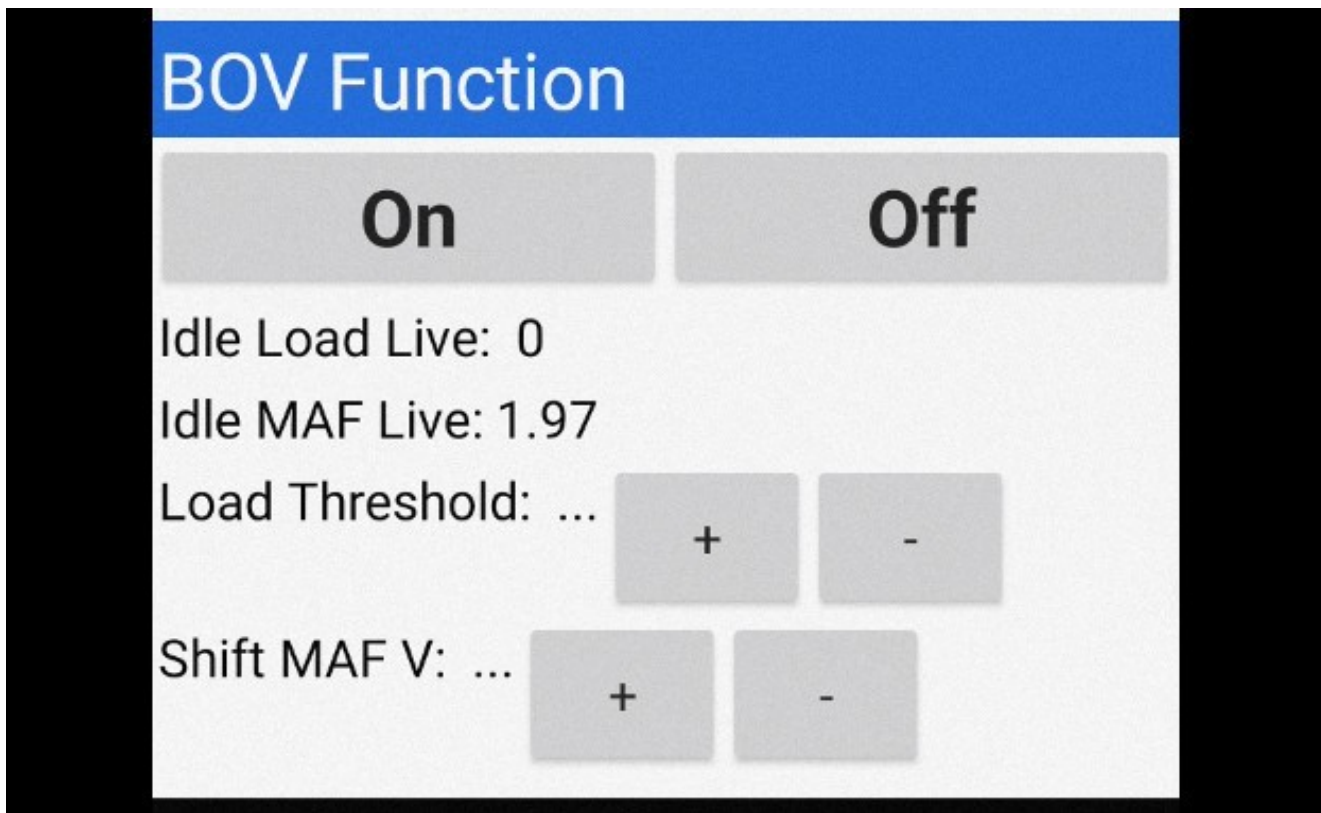 BOV Function
On Off
Idle Load Live: 0
Idle MAF Live: 1.97
Load Threshold: ... + -
Shift MAF V: ... + -